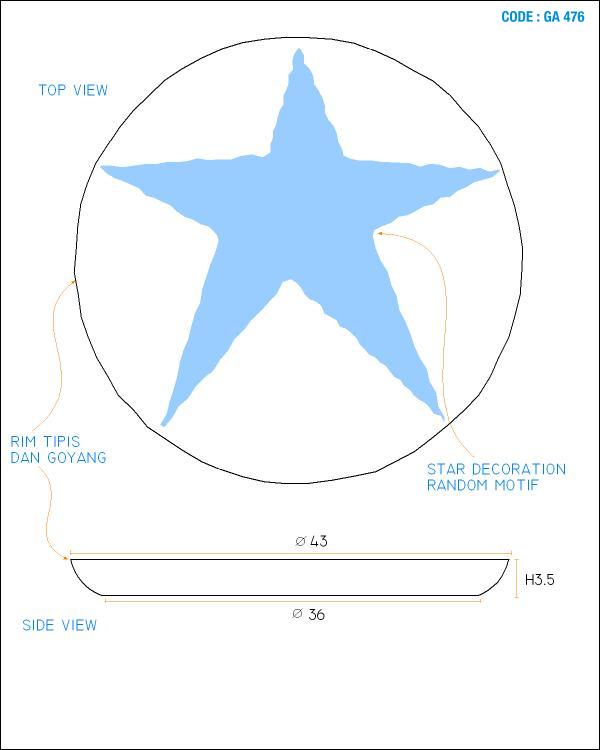 CODE : GA 476
TOP VIEW
RIM TIPIS
DAN GOYANG
STAR DECORATION
RANDOM MOTIF
∅ 43
H3.5
∅ 36
SIDE VIEW